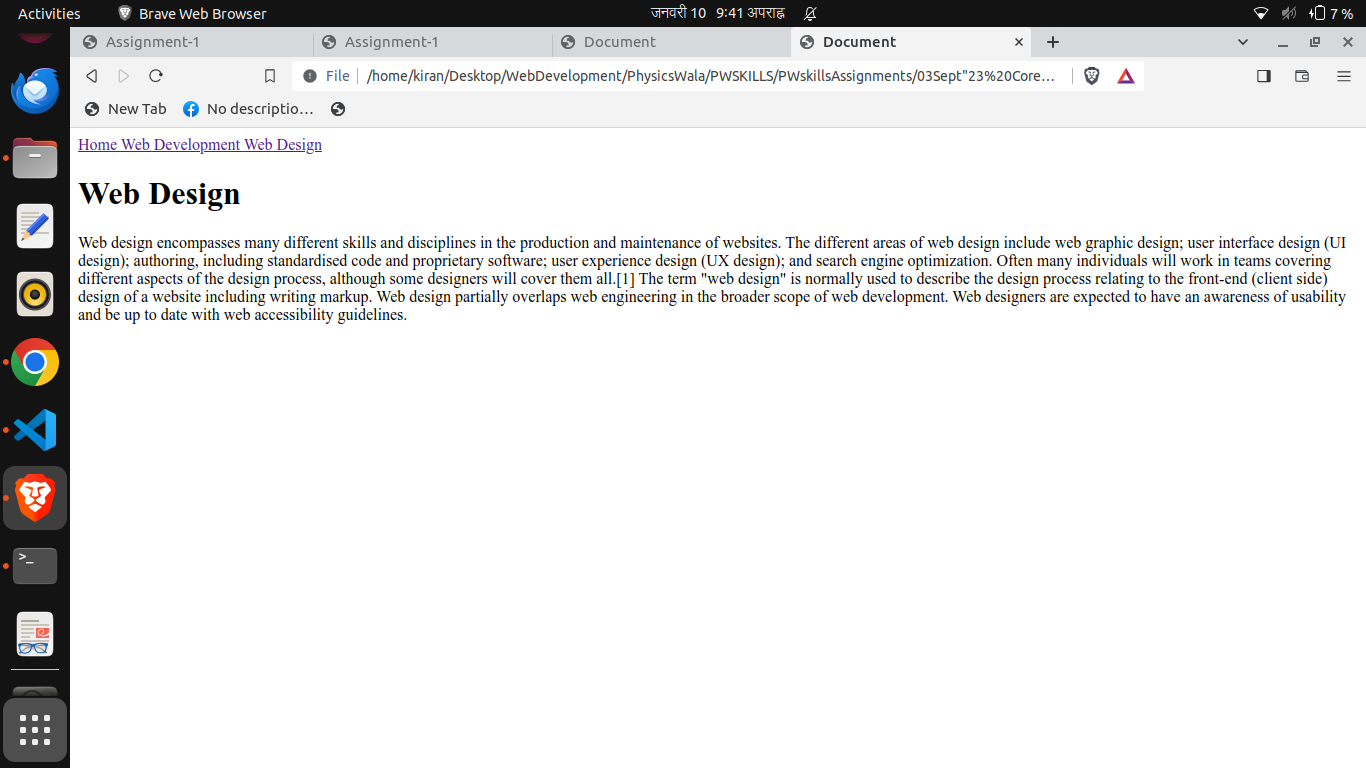 Activities Brave Web Browser जनवरी 10 9:41 अपराह्न 7 %
Assignment-1 Assignment-1 Document Document
File /home/kiran/Desktop/WebDevelopment/PhysicsWala/PWSKILLS/PWskillsAssignments/03Sept"23%20Core…
New Tab No descriptio…
Home Web Development Web Design
Web Design
Web design encompasses many different skills and disciplines in the production and maintenance of websites. The different areas of web design include web graphic design; user interface design (UI
design); authoring, including standardised code and proprietary software; user experience design (UX design); and search engine optimization. Often many individuals will work in teams covering
different aspects of the design process, although some designers will cover them all.[1] The term "web design" is normally used to describe the design process relating to the front-end (client side)
design of a website including writing markup. Web design partially overlaps web engineering in the broader scope of web development. Web designers are expected to have an awareness of usability
and be up to date with web accessibility guidelines.
>_